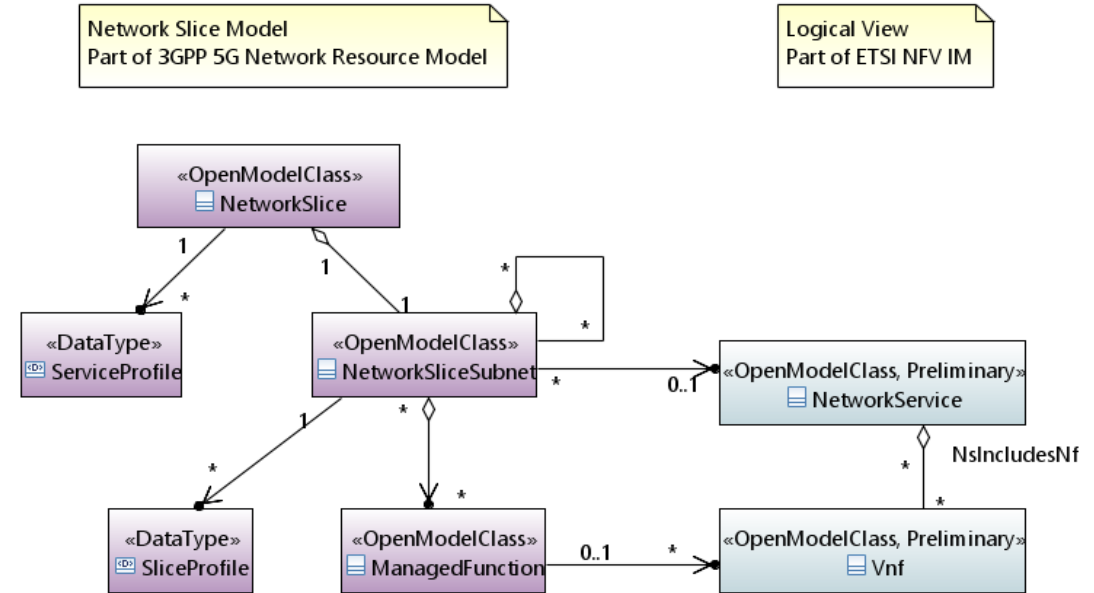 Network Slice Model
Part of 3GPP 5G Network Resource Model
Logical View
Part of ETSI NFV IM
«OpenModelClass»
NetworkSlice
1
*
1
1
*
*
«DataType»
ServiceProfile
«OpenModelClass»
NetworkSliceSubnet
*
0..1
«OpenModelClass, Preliminary»
NetworkService
1
*
*
*
*
NsIncludesNf
*
«DataType»
SliceProfile
«OpenModelClass»
ManagedFunction
0..1
*
«OpenModelClass, Preliminary»
Vnf